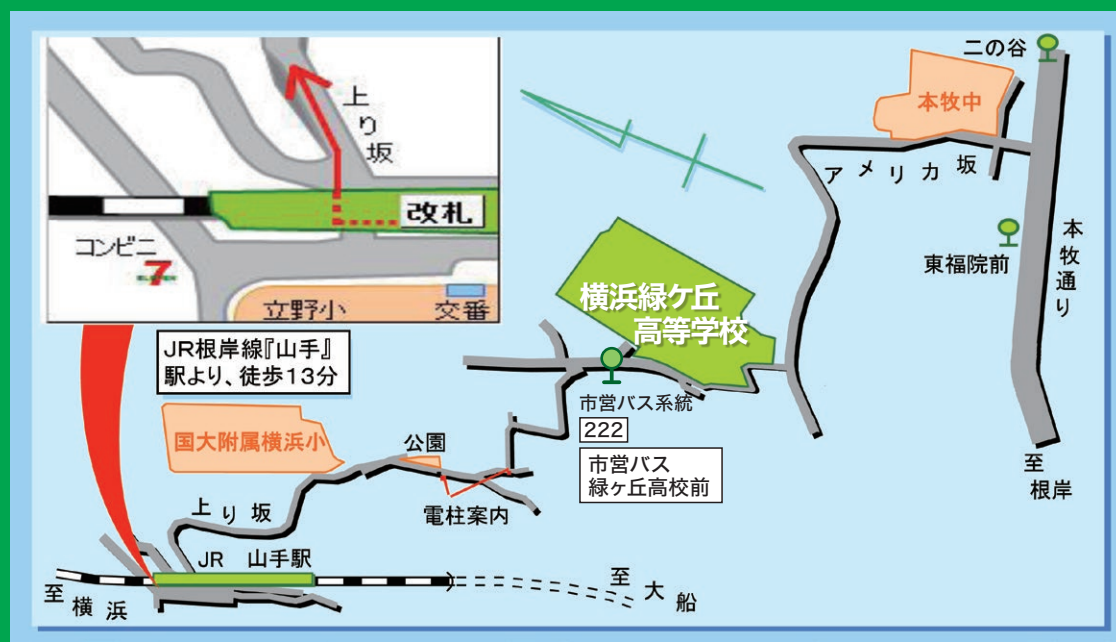 上り坂
改札
コンビニ
7
立野小
交番
JR根岸線『山手』
駅より、徒歩13分
国大附属横浜小
公園
電柱案内
上り坂
JR 山手駅
至横浜
至大船
横浜緑ケ丘
高等学校
市営バス系統
222
市営バス
緑ヶ丘高校前
二の谷
本牧中
アメリカ坂
東福院前
本牧通り
至根岸